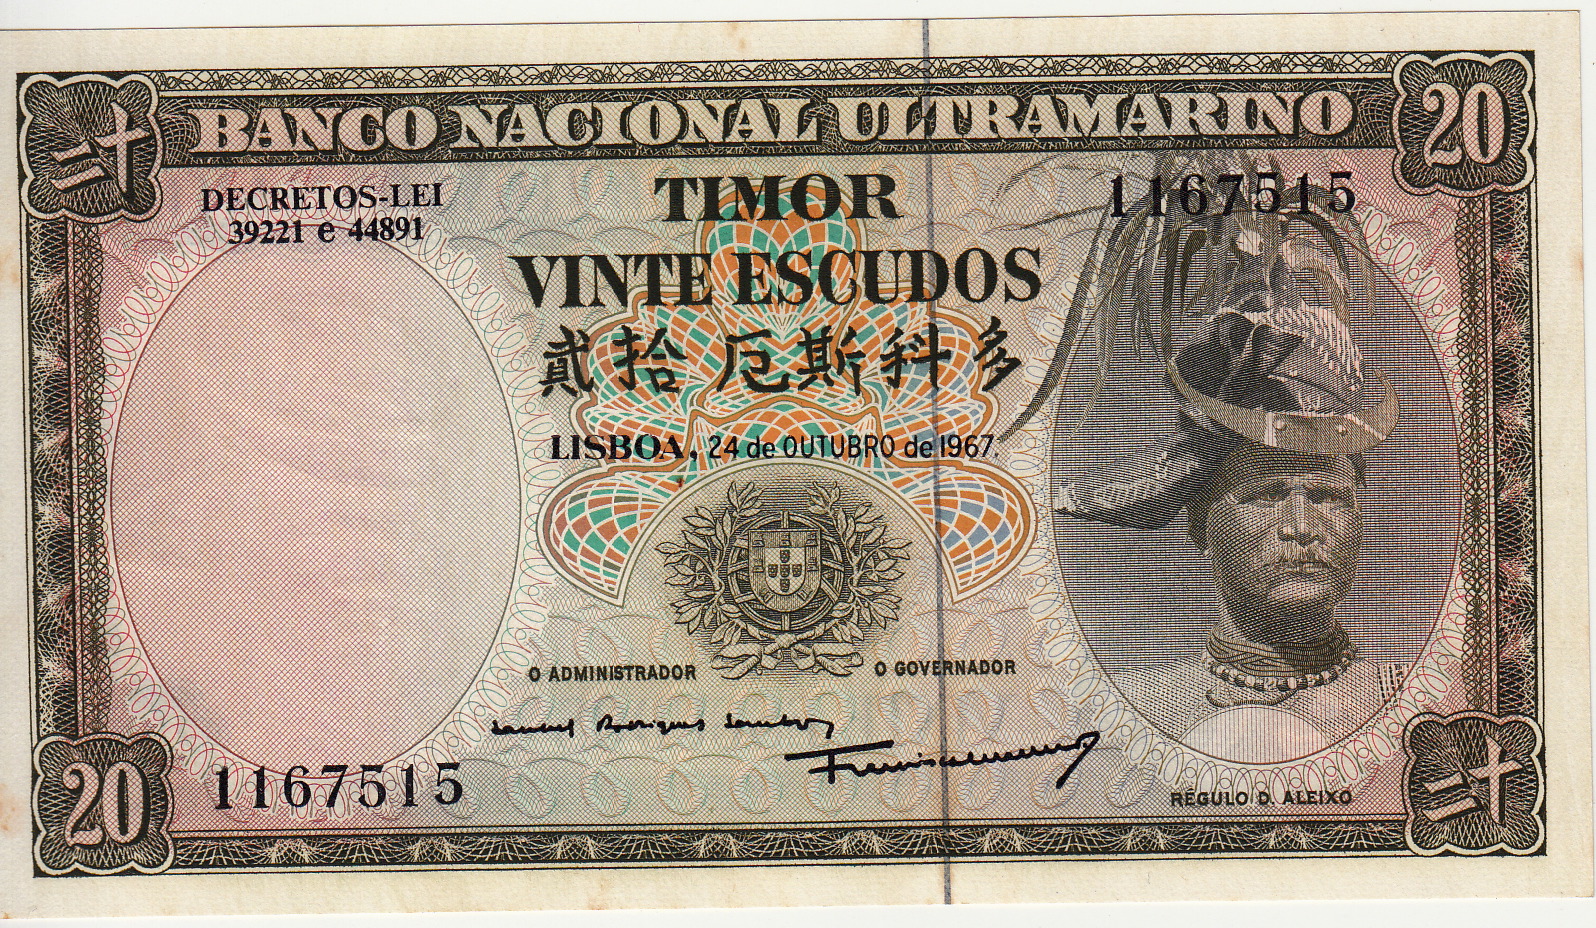 二十
BANCO NACIONAL ULTRAMARINO
20
DECRETOS-LEI
39221 e 44891
TIMOR
1167515
VINTE ESCUDOS
貳拾厄斯科多
LISBOA, 24 de OUTUBRO de 1967.
O ADMINISTRADOR
O GOVERNADOR
20
1167515
RÉGULO D. ALEIXO
二十